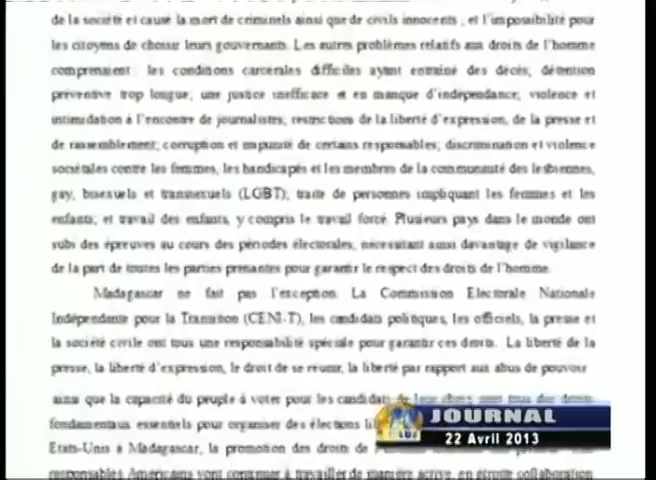 de la société et causé la mort de criminels ainsi que de civils innocents ; et l'impossibilité pour
les citoyens de choisir leurs gouvernants. Les autres problèmes relatifs aux droits de l'homme
comprennent : les conditions carcérales difficiles ayant entraîné des décès; détention
préventive trop longue; une justice inefficace et en manque d'indépendance; violence et
intimidation à l'encontre de journalistes; restrictions de la liberté d'expression, de la presse et
de rassemblement; corruption et impunité de certains responsables; discrimination et violence
sociétales contre les femmes, les handicapés et les membres de la communauté des lesbiennes,
gay, bisexuels et transsexuels (LGBT); traite de personnes impliquant les femmes et les
enfants; et travail des enfants, y compris le travail forcé. Plusieurs pays dans le monde ont
subi des épreuves au cours des périodes électorales, nécessitant aussi davantage de vigilance
de la part de toutes les parties prenantes pour garantir le respect des droits de l'homme.
Madagascar ne fait pas l'exception. La Commission Electorale Nationale
Indépendante pour la Transition (CENI-T), les candidats politiques, les officiels, la presse et
la société civile ont tous une responsabilité spéciale pour garantir ces droits. La liberté de la
presse, la liberté d'expression, le droit de se réunir, la liberté par rapport aux abus de pouvoir
ainsi que la capacité du peuple à voter pour les candidats de leur choix sont tous des droits
fondamentaux essentiels pour organiser des élections
Etats-Unis à Madagascar, la promotion des droits de
responsables Américains vont continuer à travailler de manière active, en étroite collaboration
JOURNAL
22 Avril 2013